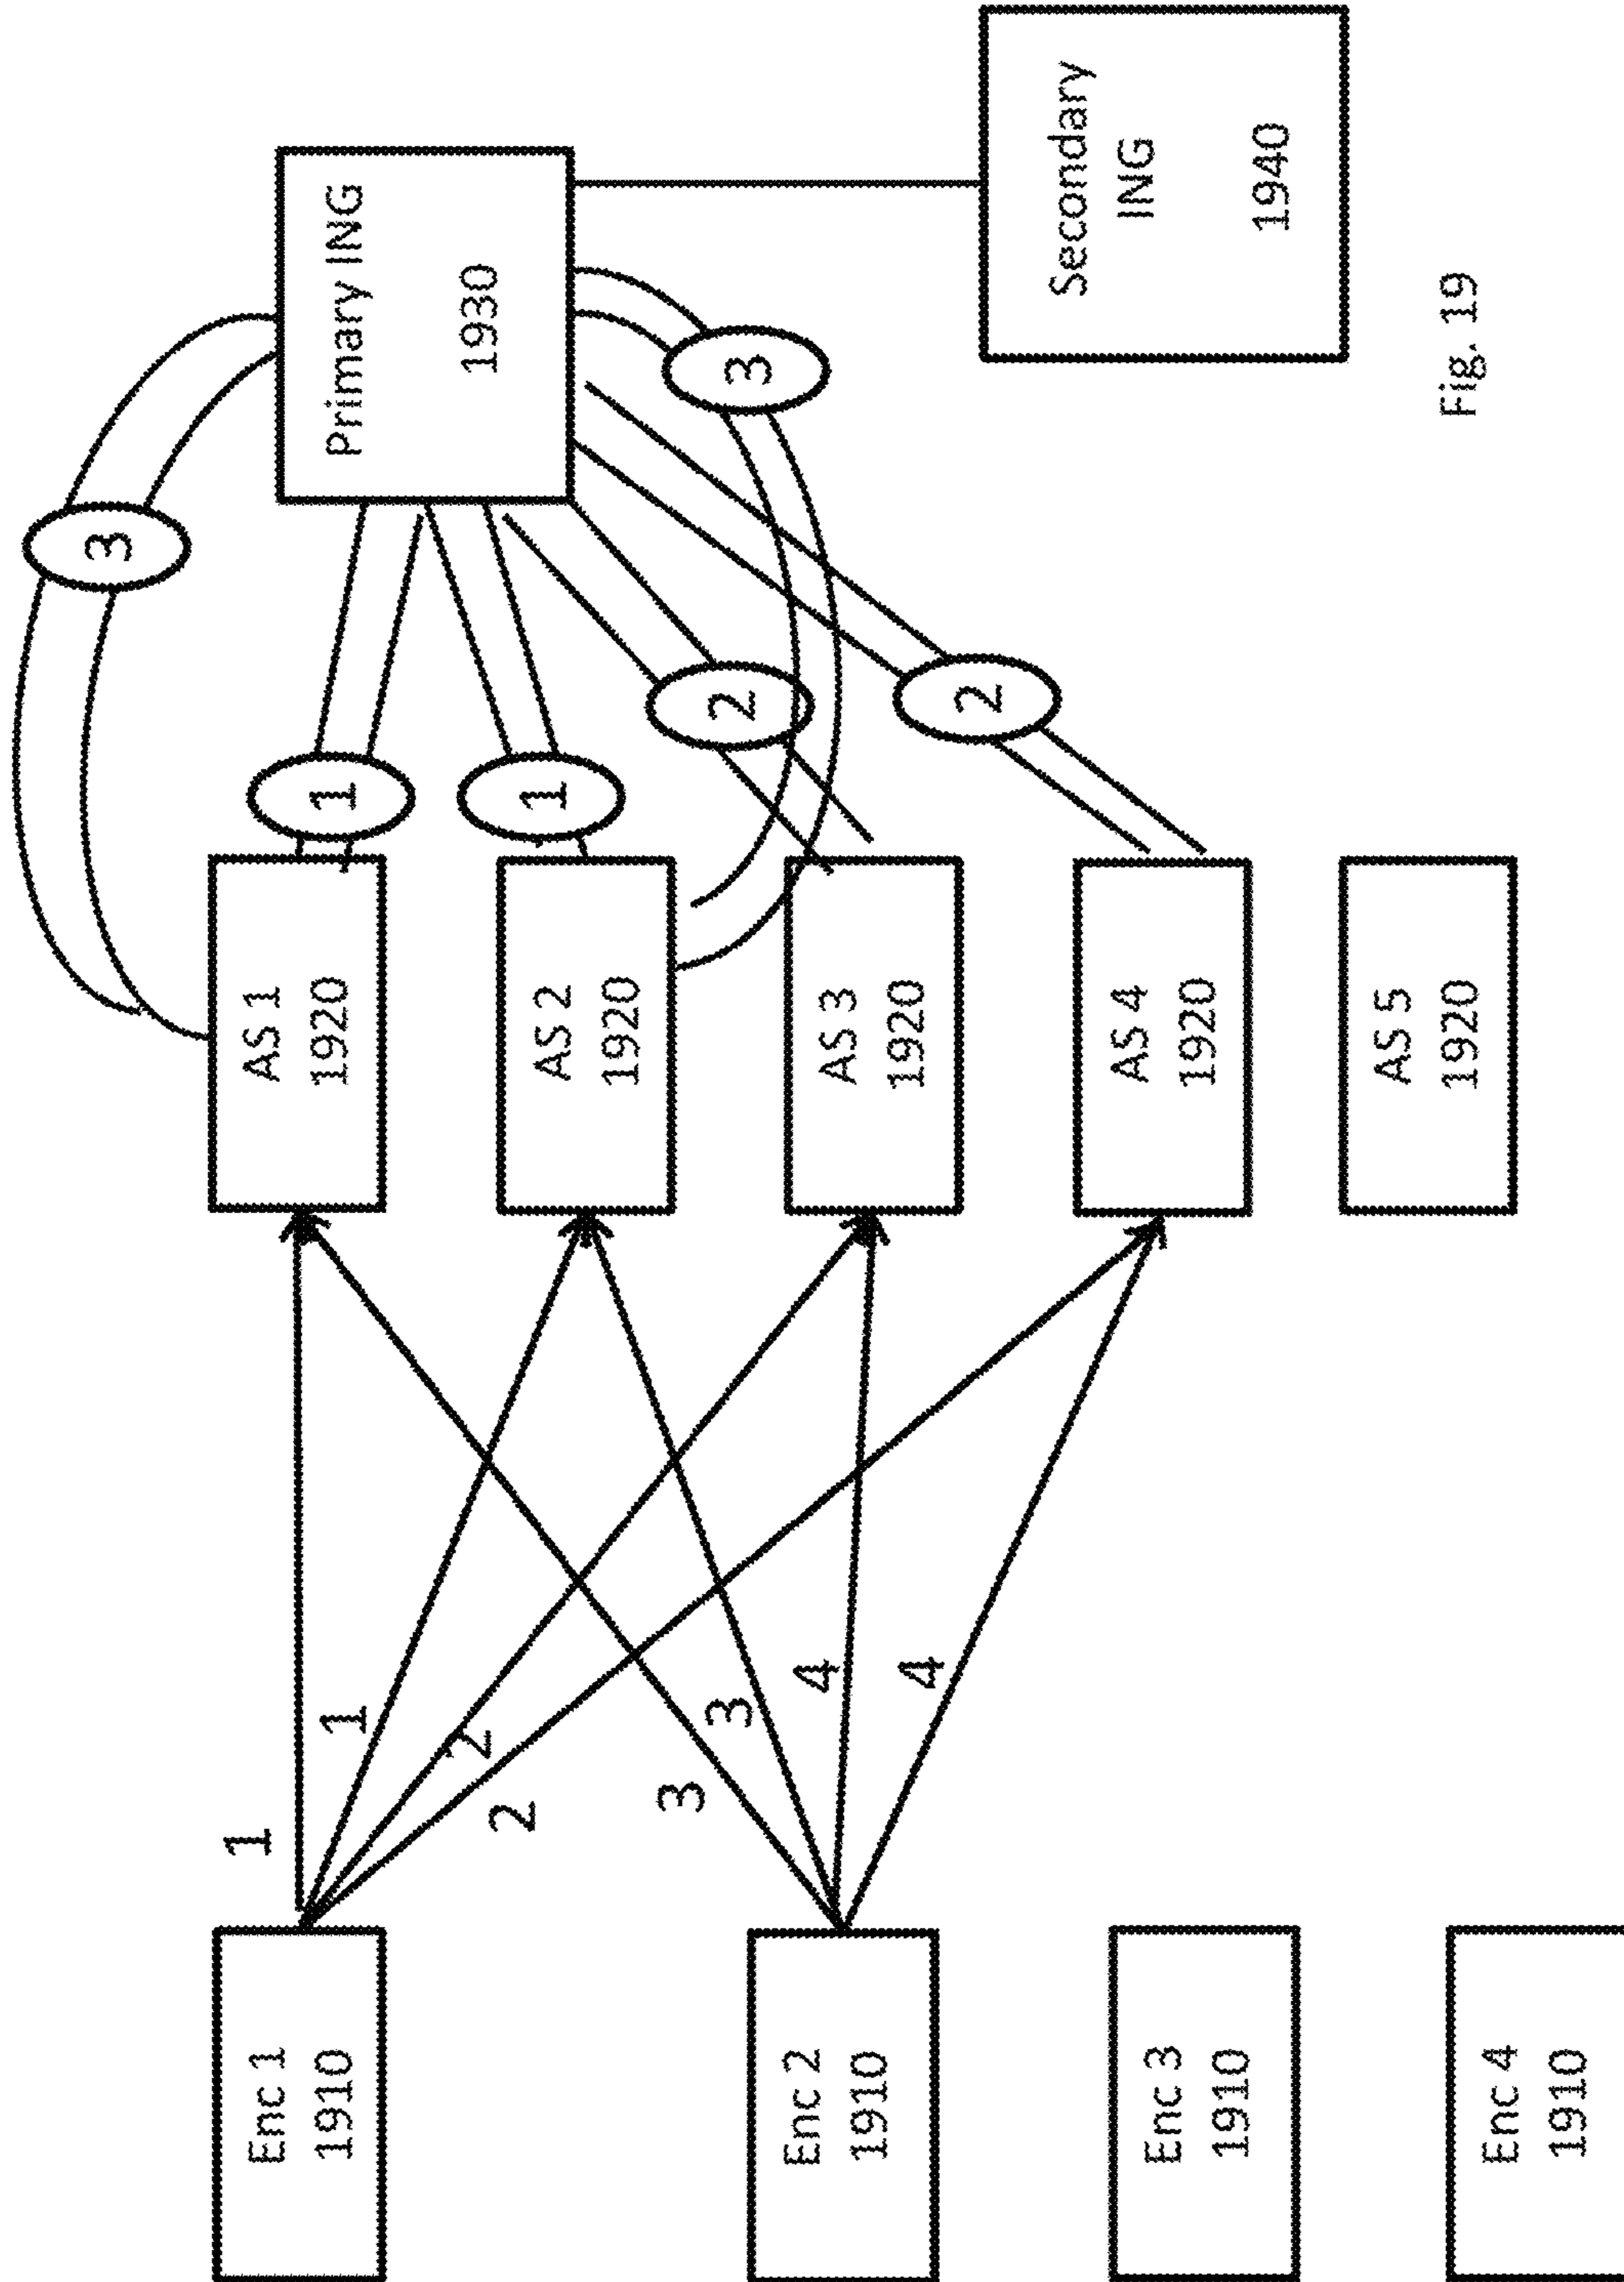 Enc 1
1910
Enc 2
1910
Enc 3
1910
Enc 4
1910
1
1
2
2
3
3
4
4
AS 1
1920
AS 2
1920
AS 3
1920
AS 4
1920
AS 5
1920
3
1
1
2
2
3
Primary ING
1930
Secondary
ING
1940
Fig. 19